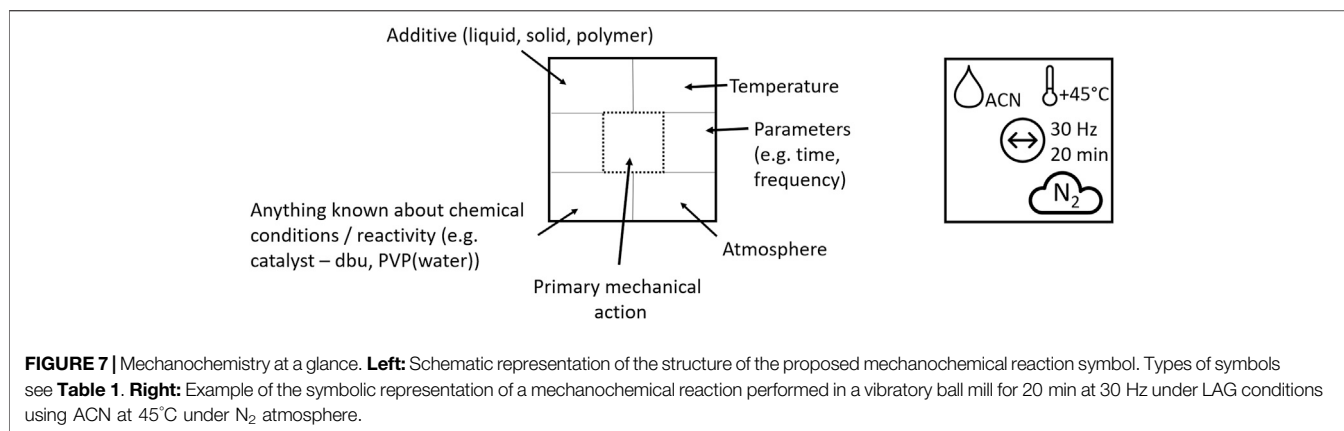 Additive (liquid, solid, polymer)
Temperature
Parameters
(e.g. time,
frequency)
Anything known about chemical
conditions / reactivity (e.g.
catalyst – dbu, PVP(water))
Atmosphere
Primary mechanical
action
ACN
+45°C
30 Hz
20 min
N2
FIGURE 7 | Mechanochemistry at a glance. Left: Schematic representation of the structure of the proposed mechanochemical reaction symbol. Types of symbols
see Table 1. Right: Example of the symbolic representation of a mechanochemical reaction performed in a vibratory ball mill for 20 min at 30 Hz under LAG conditions
using ACN at 45°C under N2 atmosphere.